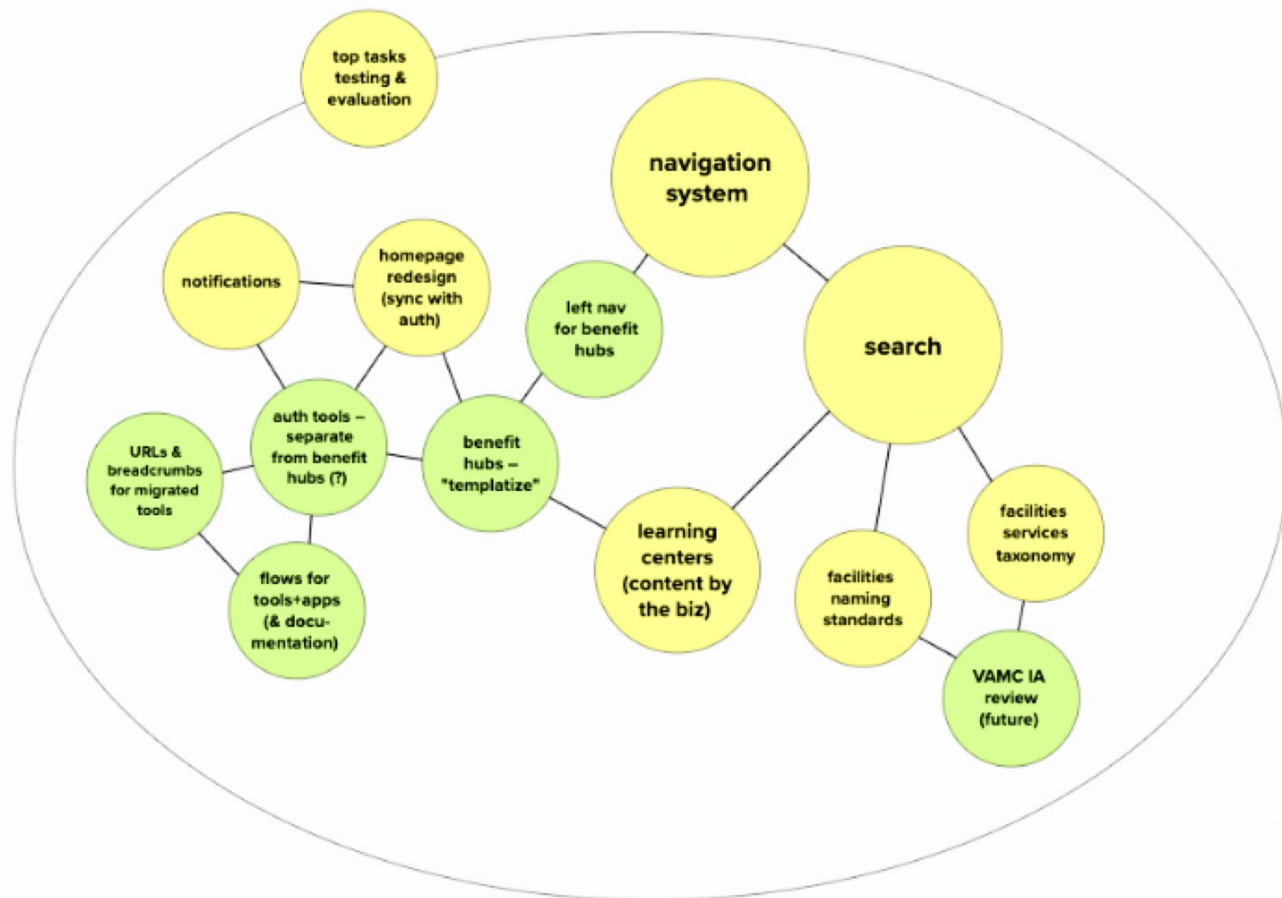 top tasks
testing &
evaluation
navigation
system
notifications
homepage
redesign
(sync with
auth)
left nav
for benefit
hubs
search
auth tools –
separate
from benefit
hubs (?)
URLs &
breadcrumbs
for migrated
tools
benefit
hubs –
"templatize"
flows for
tools+apps
(& docu-
mentation)
learning
centers
(content by
the biz)
facilities
naming
standards
facilities
services
taxonomy
VAMC IA
review
(future)